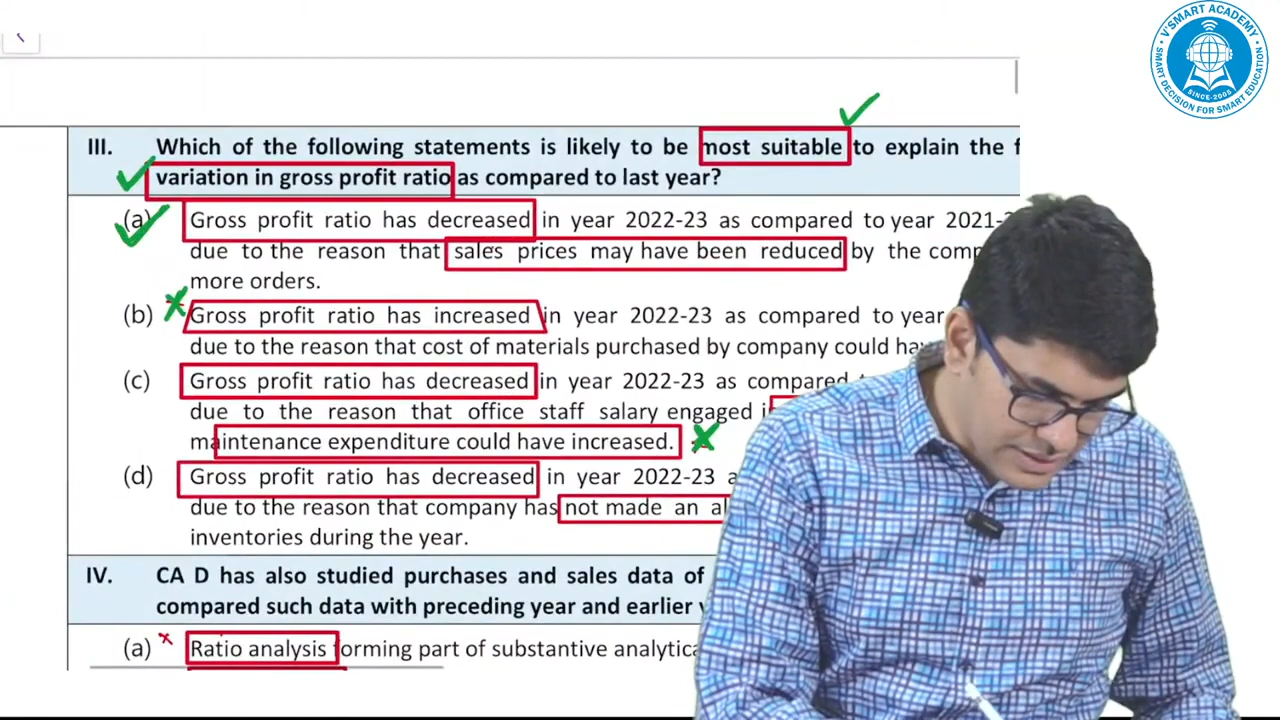 V'SMART ACADEMY
SINCE-2005
SMART DECISION FOR SMART EDUCATION
III. Which of the following statements is likely to be most suitable to explain the
variation in gross profit ratio as compared to last year?
(a) Gross profit ratio has decreased in year 2022-23 as compared to year 2021-
due to the reason that sales prices may have been reduced by the
more orders.
(b) Gross profit ratio has increased in year 2022-23 as compared to year
due to the reason that cost of materials purchased by company could
(c) Gross profit ratio has decreased in year 2022-23 as
due to the reason that office staff salary engaged
maintenance expenditure could have increased.
(d) Gross profit ratio has decreased in year 2022-23
due to the reason that company has not made an
inventories during the year.
IV. CA D has also studied purchases and sales data of
compared such data with preceding year and earlier
(a) Ratio analysis forming part of substantive